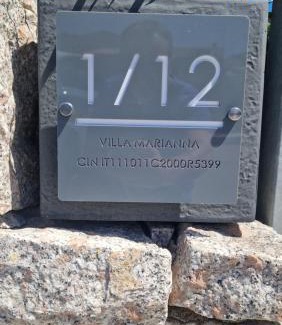 1/12
VILLA MARIANNA
CIN IT111011C2000R5399